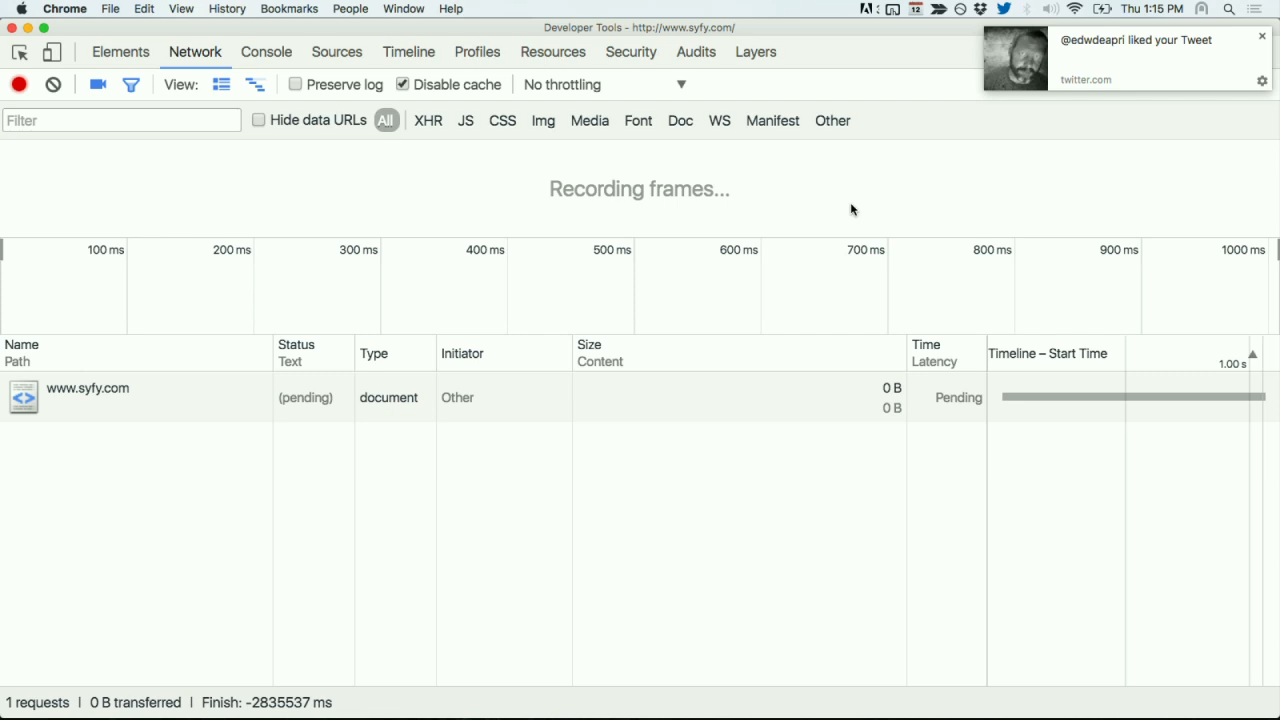 Chrome File Edit View History Bookmarks People Window Help
12 Thu 1:15 PM
Developer Tools - http://www.syfy.com/
Elements Network Console Sources Timeline Profiles Resources Security Audits Layers
@edwdeapri liked your Tweet
twitter.com
View: Preserve log Disable cache No throttling
Filter Hide data URLs All XHR JS CSS Img Media Font Doc WS Manifest Other
Recording frames...
100 ms 200 ms 300 ms 400 ms 500 ms 600 ms 700 ms 800 ms 900 ms 1000 ms
Name Status Type Initiator Size Time Timeline – Start Time
Path Text Content Latency 1.00 s
www.syfy.com (pending) document Other 0 B Pending
0 B
1 requests | 0 B transferred | Finish: -2835537 ms